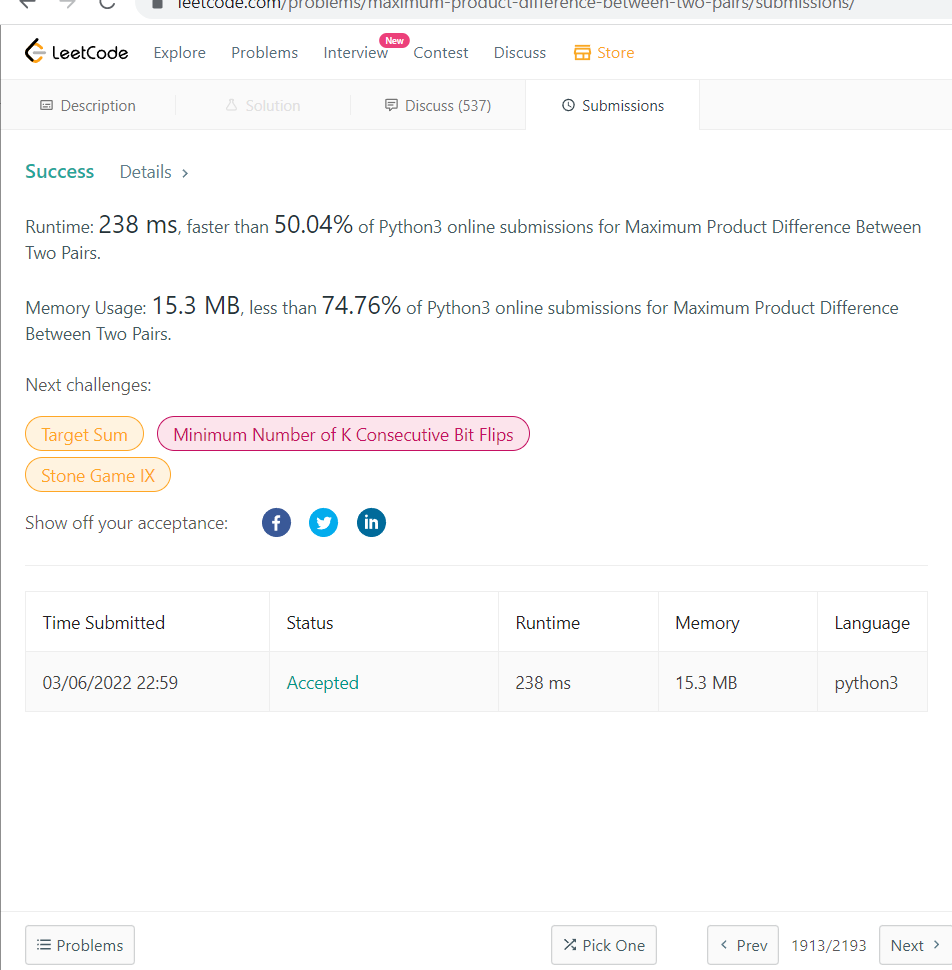 leetcode.com/problems/maximum-product-difference-between-two-pairs/submissions/
LeetCode Explore Problems Interview New Contest Discuss Store
Description Solution Discuss (537) Submissions
Success Details >
Runtime: 238 ms, faster than 50.04% of Python3 online submissions for Maximum Product Difference Between
Two Pairs.
Memory Usage: 15.3 MB, less than 74.76% of Python3 online submissions for Maximum Product Difference
Between Two Pairs.
Next challenges:
Target Sum Minimum Number of K Consecutive Bit Flips
Stone Game IX
Show off your acceptance: f in
Time Submitted Status Runtime Memory Language
03/06/2022 22:59 Accepted 238 ms 15.3 MB python3
Problems Pick One < Prev 1913/2193 Next >